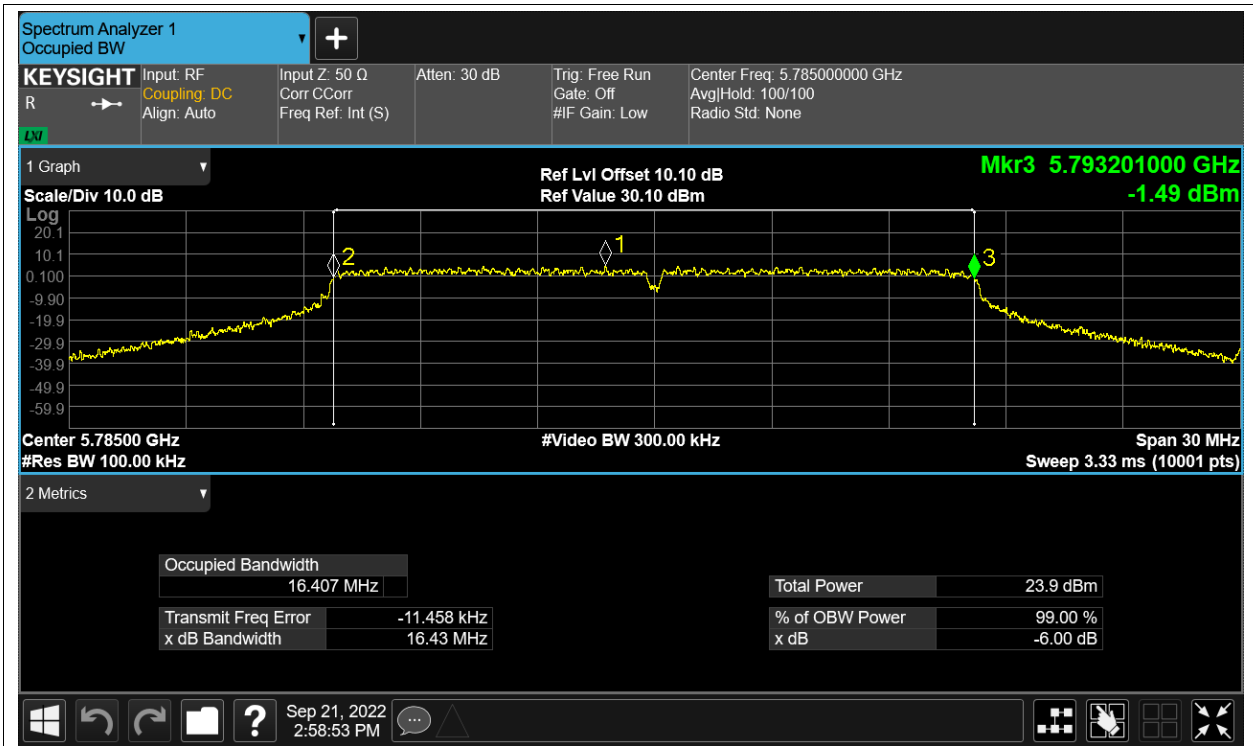 Spectrum Analyzer 1
Occupied BW
+
KEYSIGHT
R
LXI
Input: RF
Coupling: DC
Align: Auto
Input Z: 50 Ω
Corr CCorr
Freq Ref: Int (S)
Atten: 30 dB
Trig: Free Run
Gate: Off
#IF Gain: Low
Center Freq: 5.785000000 GHz
Avg|Hold: 100/100
Radio Std: None
1 Graph
Scale/Div 10.0 dB
Log
Ref Lvl Offset 10.10 dB
Ref Value 30.10 dBm
Mkr3 5.793201000 GHz
-1.49 dBm
20.1
10.1
0.100
-9.90
-19.9
-29.9
-39.9
-49.9
-59.9
2
1
3
Center 5.78500 GHz
#Res BW 100.00 kHz
#Video BW 300.00 kHz
Span 30 MHz
Sweep 3.33 ms (10001 pts)
2 Metrics
Occupied Bandwidth
16.407 MHz
Transmit Freq Error -11.458 kHz
x dB Bandwidth 16.43 MHz
Total Power 23.9 dBm
% of OBW Power 99.00 %
x dB -6.00 dB
?
Sep 21, 2022
2:58:53 PM